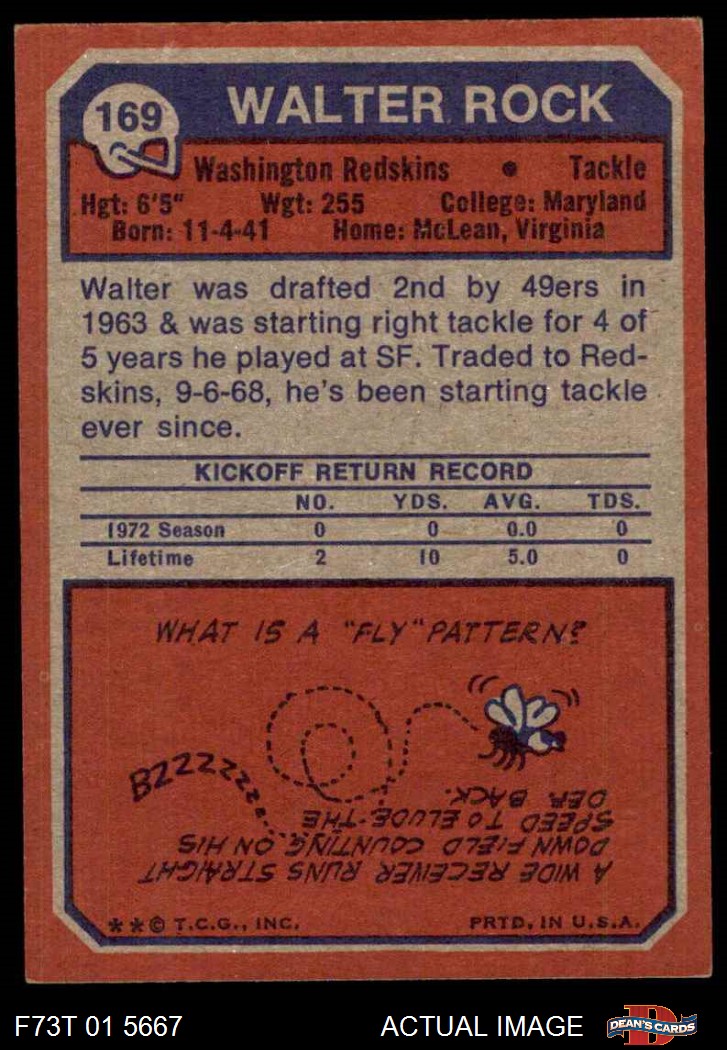 169
WALTER ROCK
Washington Redskins • Tackle
Hgt: 6'5" Wgt: 255 College: Maryland
Born: 11-4-41 Home: McLean, Virginia
Walter was drafted 2nd by 49ers in
1963 & was starting right tackle for 4 of
5 years he played at SF. Traded to Red-
skins, 9-6-68, he's been starting tackle
ever since.
KICKOFF RETURN RECORD
NO. YDS. AVG. TDS.
1972 Season 0 0 0.0 0
Lifetime 2 10 5.0 0
WHAT IS A "FLY" PATTERN?
BZZZZZZZ
A WIDE RECEIVER RUNS STRAIGHT
DOWN FIELD COUNTING ON HIS
SPEED TO ELUDE THE
DEF. BACK.
**© T.C.G., INC. PRTD. IN U.S.A.
F73T 01 5667 ACTUAL IMAGE
D
DEAN'S CARDS